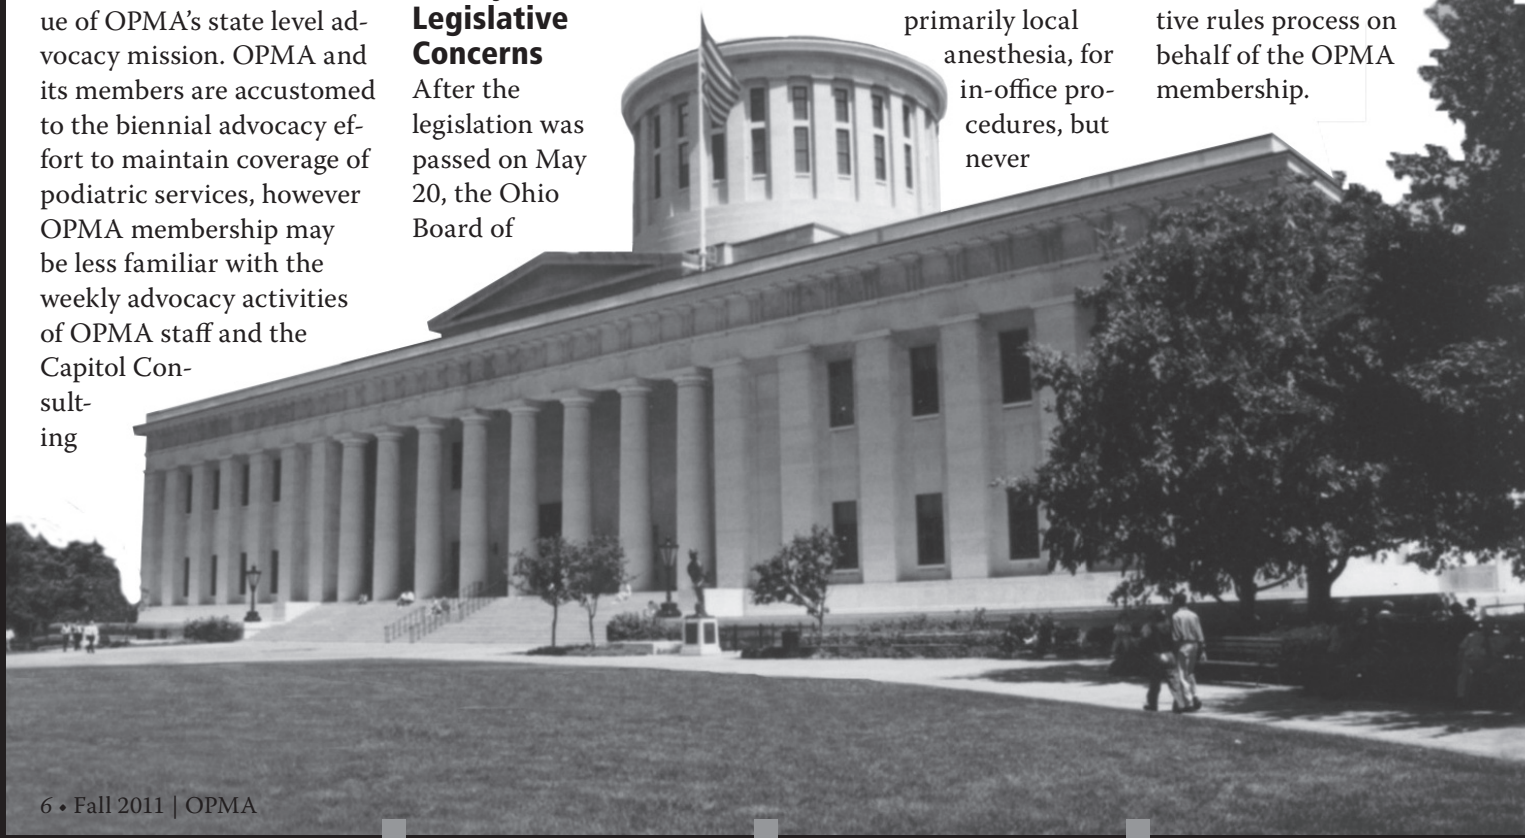 ue of OPMA's state level ad-
vocacy mission. OPMA and
its members are accustomed
to the biennial advocacy ef-
fort to maintain coverage of
podiatric services, however
OPMA membership may
be less familiar with the
weekly advocacy activities
of OPMA staff and the
Capitol Con-
sult-
ing
Legislative
Concerns
After the
legislation was
passed on May
20, the Ohio
Board of
primarily local
anesthesia, for
in-office pro-
cedures, but
never
tive rules process on
behalf of the OPMA
membership.
6 • Fall 2011 | OPMA